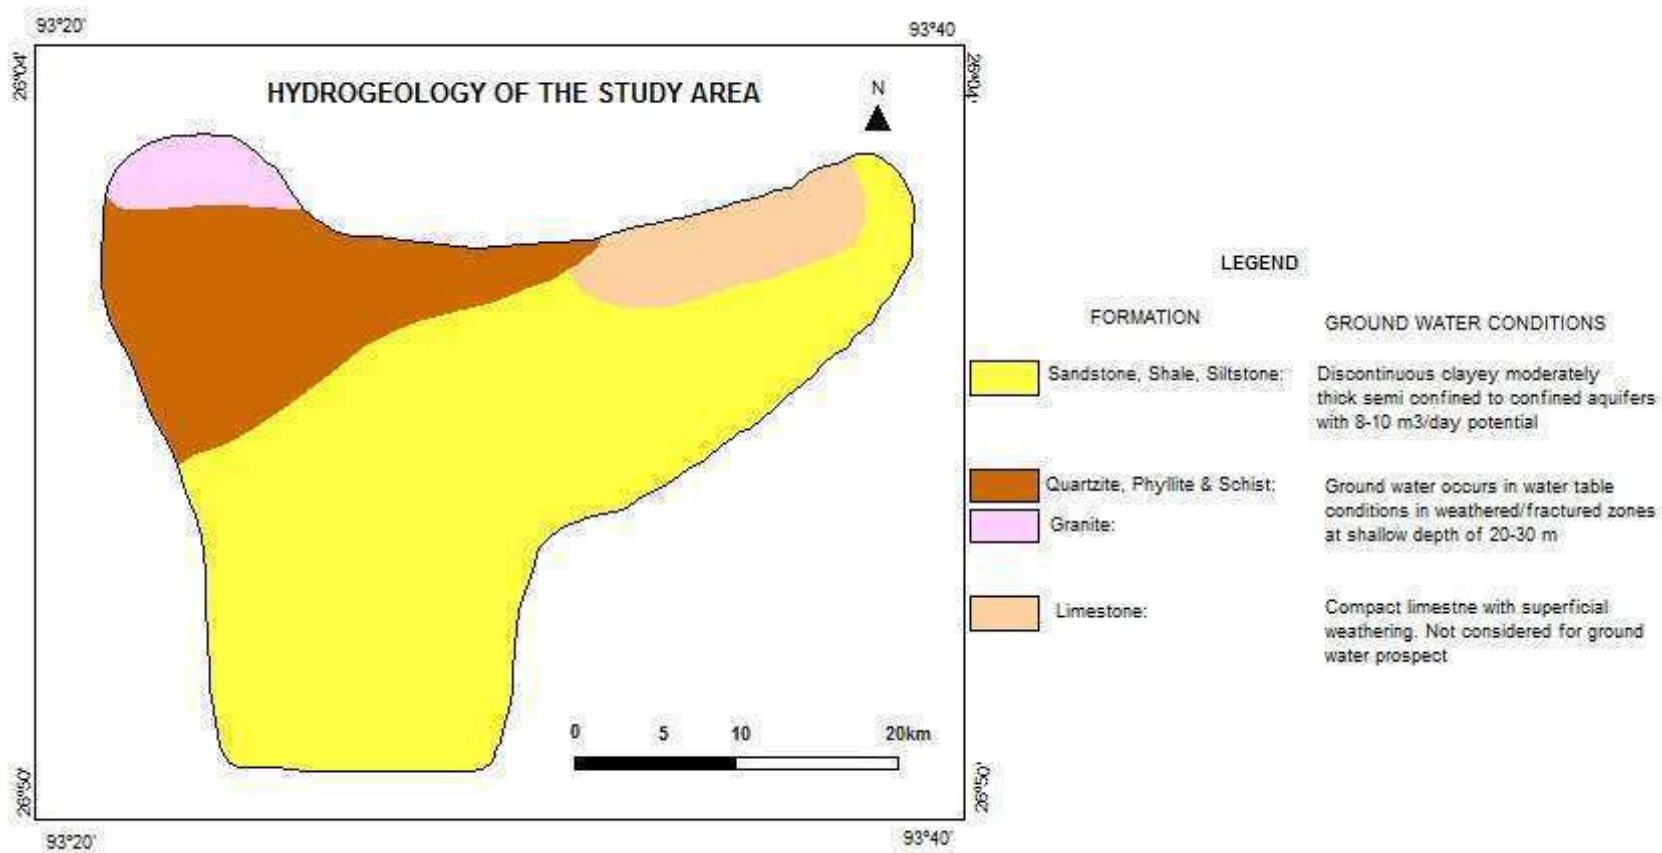 93°20'
93°40
26°04'
HYDROGEOLOGY OF THE STUDY AREA
N
LEGEND
FORMATION
GROUND WATER CONDITIONS
Sandstone, Shale, Siltstone:
Discontinuous clayey moderately
thick semi confined to confined aquifers
with 8-10 m3/day potential
Quartzite, Phyllite & Schist:
Granite:
Ground water occurs in water table
conditions in weathered/fractured zones
at shallow depth of 20-30 m
Limestone:
Compact limestne with superficial
weathering. Not considered for ground
water prospect
0 5 10 20km
26°50'
26°50'
93°20'
93°40'